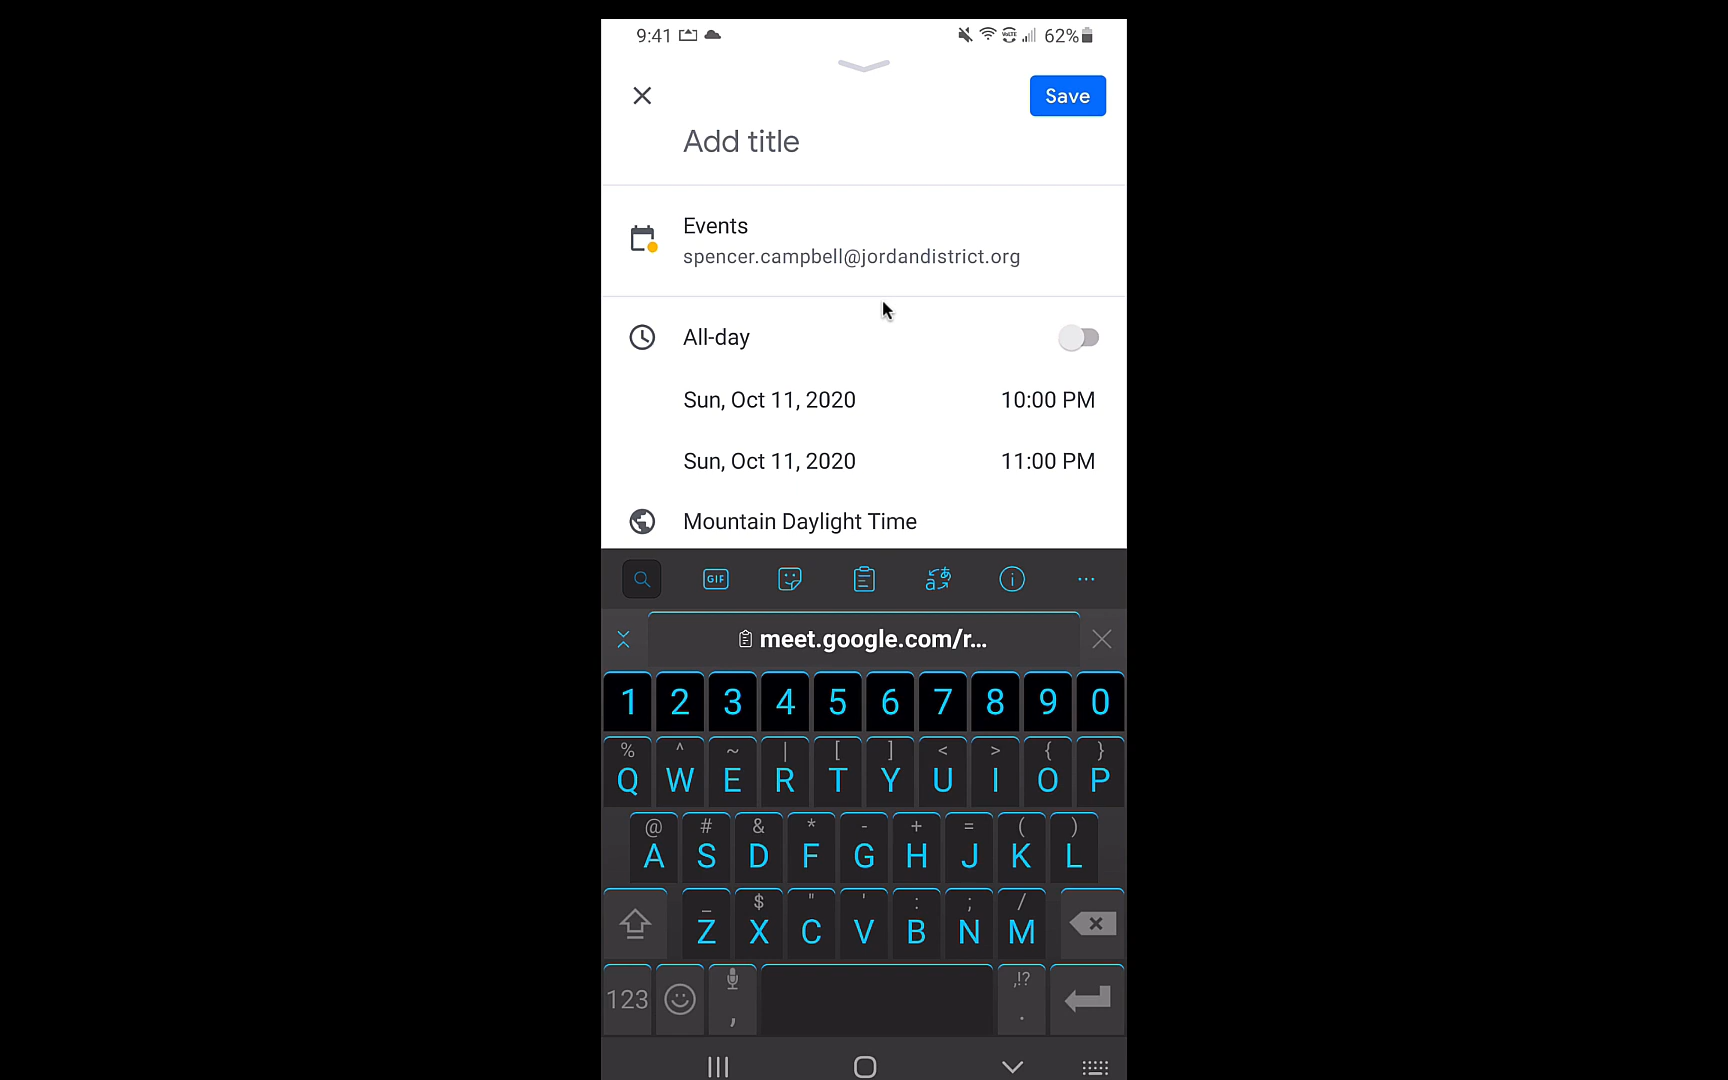 9:41 62%
Save
Add title
Events
spencer.campbell@jordandistrict.org
All-day
Sun, Oct 11, 2020 10:00 PM
Sun, Oct 11, 2020 11:00 PM
Mountain Daylight Time
GIF
meet.google.com/r...
1 2 3 4 5 6 7 8 9 0
% ^ ~ | [ ] < > { }
Q W E R T Y U I O P
@ # & * - + = ( )
A S D F G H J K L
_ $ " ' : ; /
Z X C V B N M
,!?
123 , .